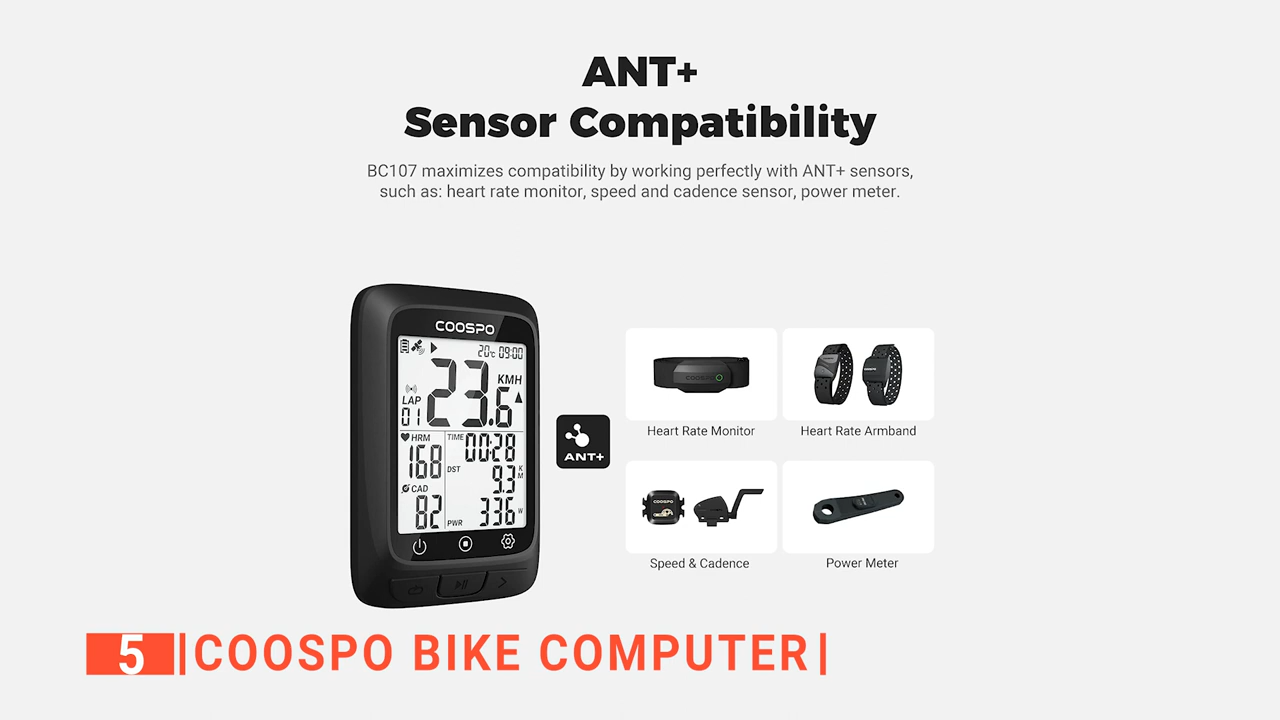 ANT+
Sensor Compatibility
BC107 maximizes compatibility by working perfectly with ANT+ sensors,
such as: heart rate monitor, speed and cadence sensor, power meter.
COOSPO
20°C 09:00
23.6 KMH
LAP
01
HRM
168
TIME 00:28
DST 9.3 KM
CAD
82
PWR 336 W
ANT+
COOSPO
Heart Rate Monitor
Heart Rate Armband
COOSPO
Speed & Cadence
Power Meter
5 COOSPO BIKE COMPUTER